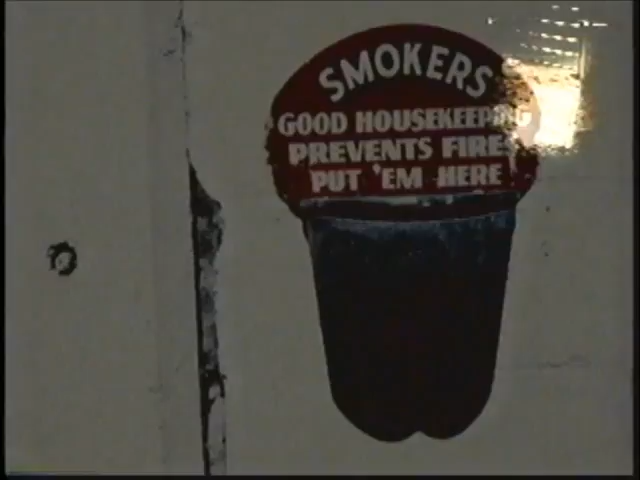 SMOKERS
GOOD HOUSEKEEPING
PREVENTS FIRES
PUT 'EM HERE